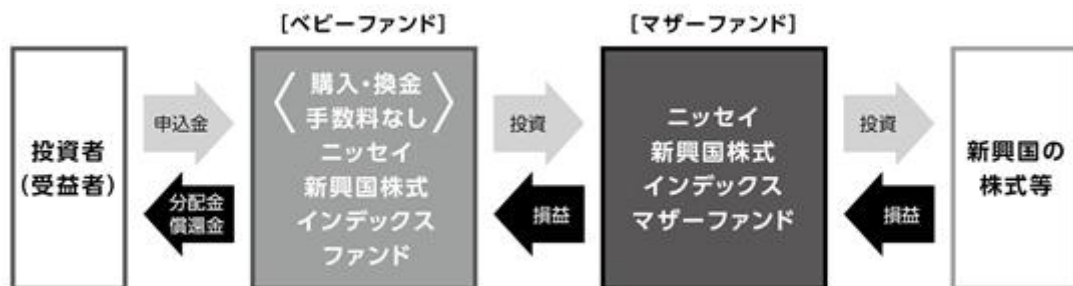 [ベビーファンド]
[マザーファンド]
投資者
(受益者)
申込金
分配金
償還金
〈購入・換金
手数料なし〉
ニッセイ
新興国株式
インデックス
ファンド
投資
損益
ニッセイ
新興国株式
インデックス
マザーファンド
投資
損益
新興国の
株式等